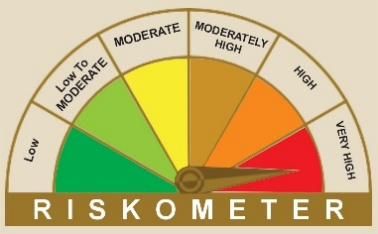 Low
Low To
MODERATE
MODERATE
MODERATELY
HIGH
HIGH
VERY HIGH
RISKOMETER